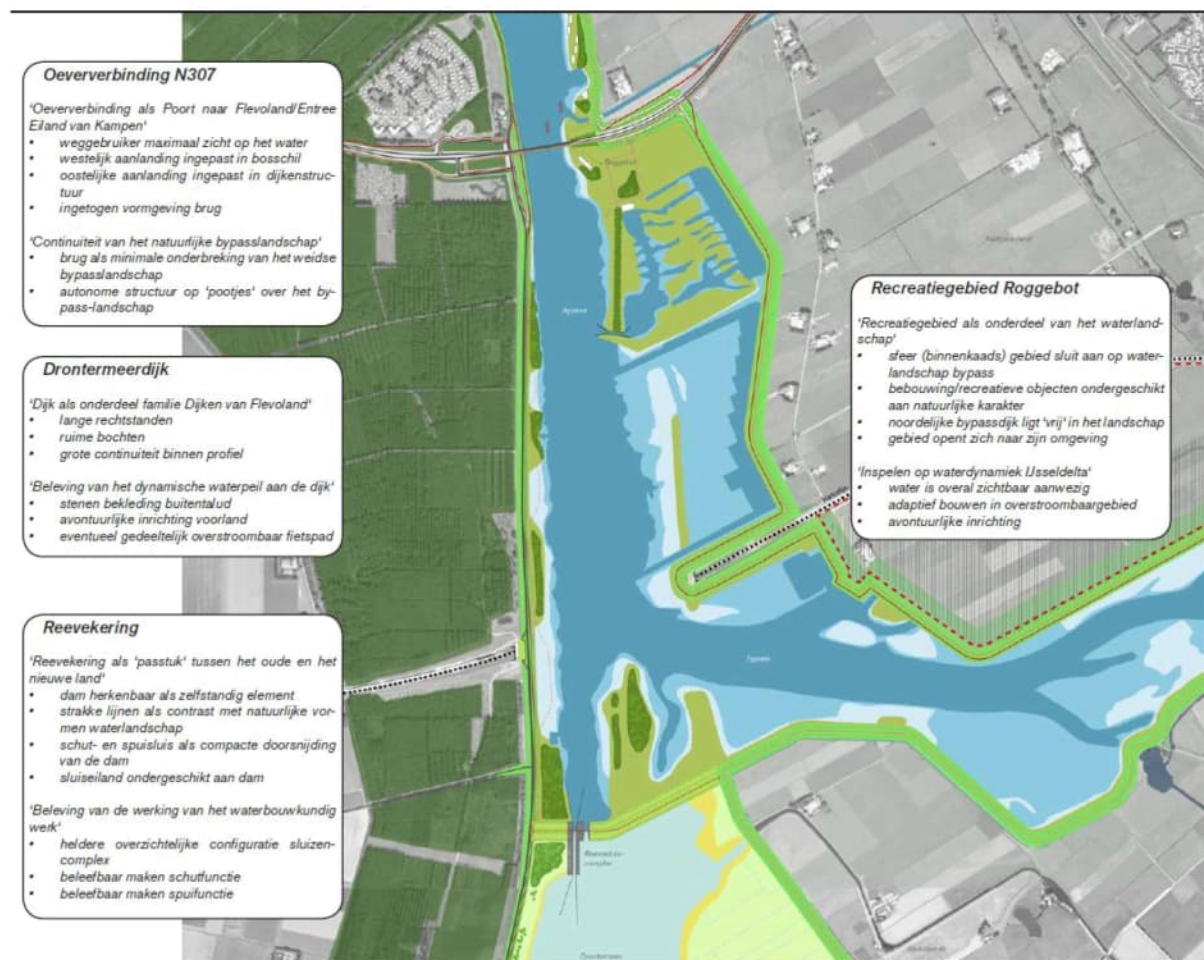 Oeververbinding N307
'Oeververbinding als Poort naar Flevoland/Entree
Eiland van Kampen'
• weggebruiker maximaal zicht op het water
• westelijk aanlanding ingepast in bosschil
• oostelijke aanlanding ingepast in dijkenstruc-
tuur
• ingetogen vormgeving brug
'Continuiteit van het natuurlijke bypasslandschap'
• brug als minimale onderbreking van het weidse
bypasslandschap
• autonome structuur op 'pootjes' over het by-
pass-landschap
Drontermeerdijk
'Dijk als onderdeel familie Dijken van Flevoland'
• lange rechtstanden
• ruime bochten
• grote continuiteit binnen profiel
'Beleving van het dynamische waterpeil aan de dijk'
• stenen bekleding buitentalud
• avontuurlijke inrichting voorland
• eventueel gedeeltelijk overstroombaar fietspad
Reevekering
'Reevekering als 'passtuk' tussen het oude en het
nieuwe land'
• dam herkenbaar als zelfstandig element
• strakke lijnen als contrast met natuurlijke vor-
men waterlandschap
• schut- en spuisluis als compacte doorsnijding
van de dam
• sluiseiland ondergeschikt aan dam
'Beleving van de werking van het waterbouwkundig
werk'
• heldere overzichtelijke configuratie sluizen-
complex
• beleefbaar maken schutfunctie
• beleefbaar maken spuifunctie
Recreatiegebied Roggebot
'Recreatiegebied als onderdeel van het waterland-
schap'
• sfeer (binnenkaads) gebied sluit aan op water-
landschap bypass
• bebouwing/recreatieve objecten ondergeschikt
aan natuurlijke karakter
• noordelijke bypassdijk ligt 'vrij' in het landschap
• gebied opent zich naar zijn omgeving
'Inspelen op waterdynamiek IJsseldelta'
• water is overal zichtbaar aanwezig
• adaptief bouwen in overstroombaargebied
• avontuurlijke inrichting